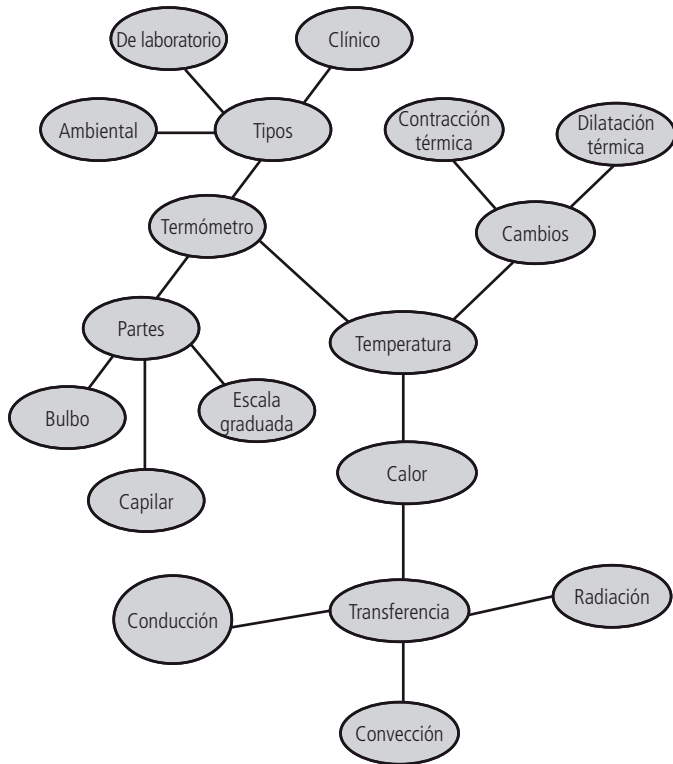 De laboratorio
Clínico
Ambiental
Tipos
Contracción
térmica
Dilatación
térmica
Termómetro
Cambios
Partes
Temperatura
Bulbo
Escala
graduada
Capilar
Calor
Conducción
Transferencia
Radiación
Convección